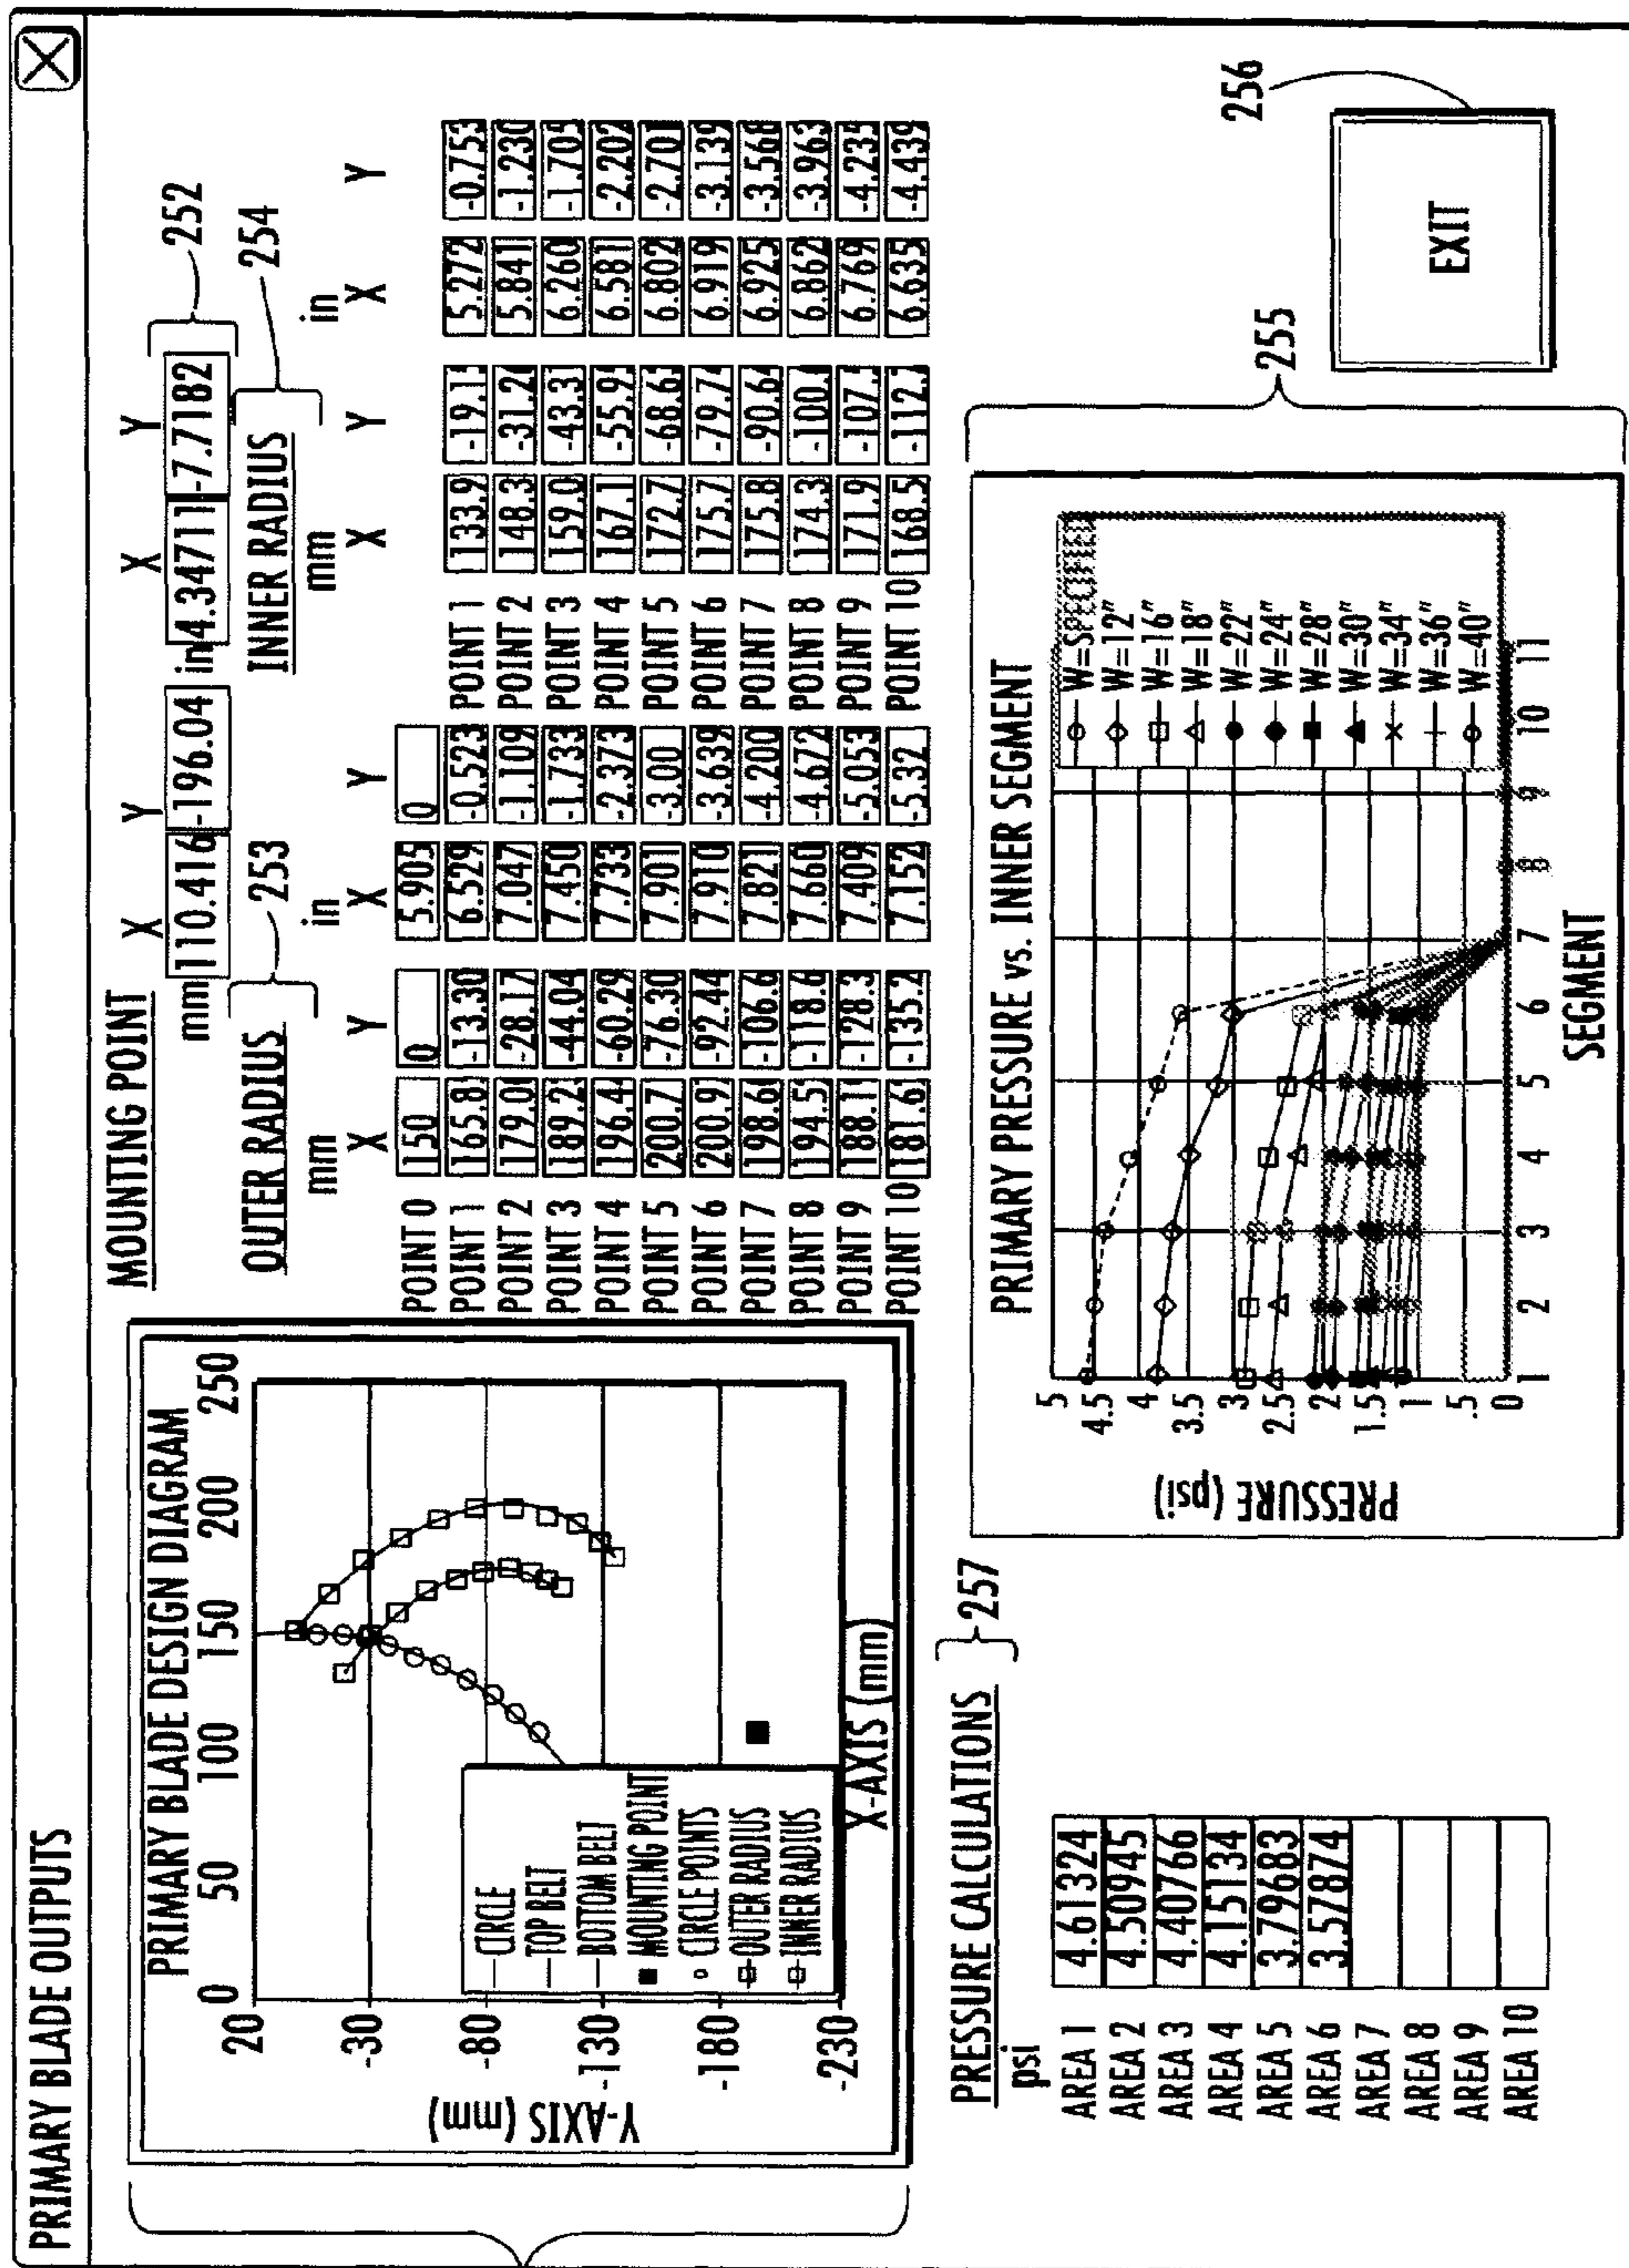 PRIMARY BLADE OUTPUTS
PRIMARY BLADE DESIGN DIAGRAM
0 50 100 150 200 250
20
-30
-80
-130
-180
-230
Y-AXIS (mm)
X-AXIS (mm)
CIRCLE
TOP BELT
BOTTOM BELT
MOUNTING POINT
CIRCLE POINTS
OUTER RADIUS
INNER RADIUS
MOUNTING POINT
X Y X Y
mm 110.416 -196.04 in 4.3471 -7.7182
252
OUTER RADIUS 253
INNER RADIUS 254
mm in mm in
X Y X Y X Y X Y
POINT 0 150 0 5.905 0
POINT 1 165.8 -13.30 6.529 -0.523 POINT 1 133.9 -19.1 5.272 -0.753
POINT 2 179.0 -28.17 7.047 -1.109 POINT 2 148.3 -31.2 5.841 -1.230
POINT 3 189.2 -44.04 7.450 -1.733 POINT 3 159.0 -43.3 6.260 -1.705
POINT 4 196.4 -60.29 7.733 -2.373 POINT 4 167.1 -55.9 6.581 -2.202
POINT 5 200.7 -76.30 7.901 -3.00 POINT 5 172.7 -68.6 6.802 -2.701
POINT 6 200.9 -92.44 7.910 -3.639 POINT 6 175.7 -79.7 6.919 -3.139
POINT 7 198.6 -106.6 7.821 -4.200 POINT 7 175.8 -90.6 6.925 -3.568
POINT 8 194.5 -118.6 7.660 -4.672 POINT 8 174.3 -100. 6.862 -3.963
POINT 9 188.1 -128.3 7.409 -5.053 POINT 9 171.9 -107. 6.769 -4.235
POINT 10 181.6 -135.2 7.152 -5.32 POINT 10 168.5 -112. 6.635 -4.439
PRESSURE CALCULATIONS 257
psi
AREA 1 4.61324
AREA 2 4.50945
AREA 3 4.40766
AREA 4 4.15134
AREA 5 3.79683
AREA 6 3.57874
AREA 7
AREA 8
AREA 9
AREA 10
PRIMARY PRESSURE vs. INNER SEGMENT
PRESSURE (psi)
5
4.5
4
3.5
3
2.5
2
1.5
1
.5
0
1 2 3 4 5 6 7 8 9 10 11
SEGMENT
W=SPECIFIED
W=12"
W=16"
W=18"
W=22"
W=24"
W=28"
W=30"
W=34"
W=36"
W=40"
255
EXIT
256